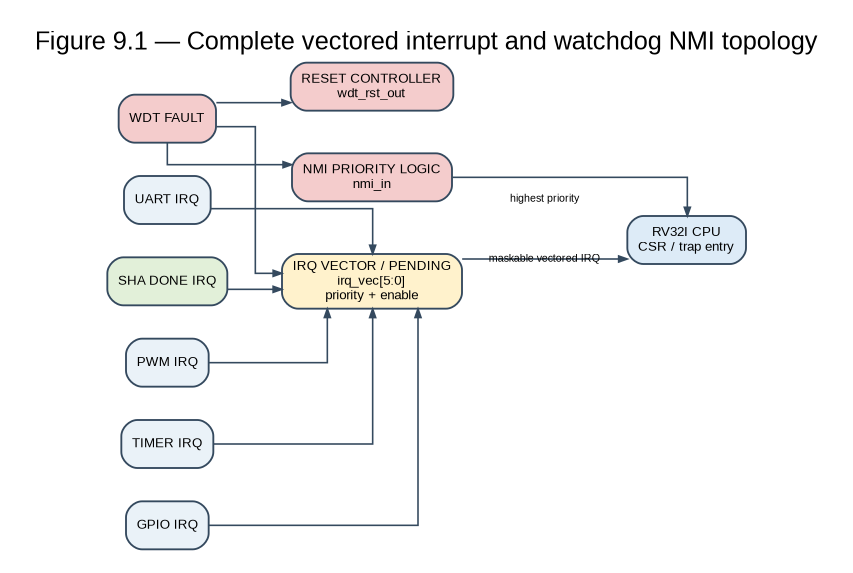 Figure 9.1 — Complete vectored interrupt and watchdog NMI topology
RESET CONTROLLER
wdt_rst_out
WDT FAULT
NMI PRIORITY LOGIC
nmi_in
UART IRQ
highest priority
RV32I CPU
CSR / trap entry
IRQ VECTOR / PENDING
irq_vec[5:0]
priority + enable
maskable vectored IRQ
SHA DONE IRQ
PWM IRQ
TIMER IRQ
GPIO IRQ